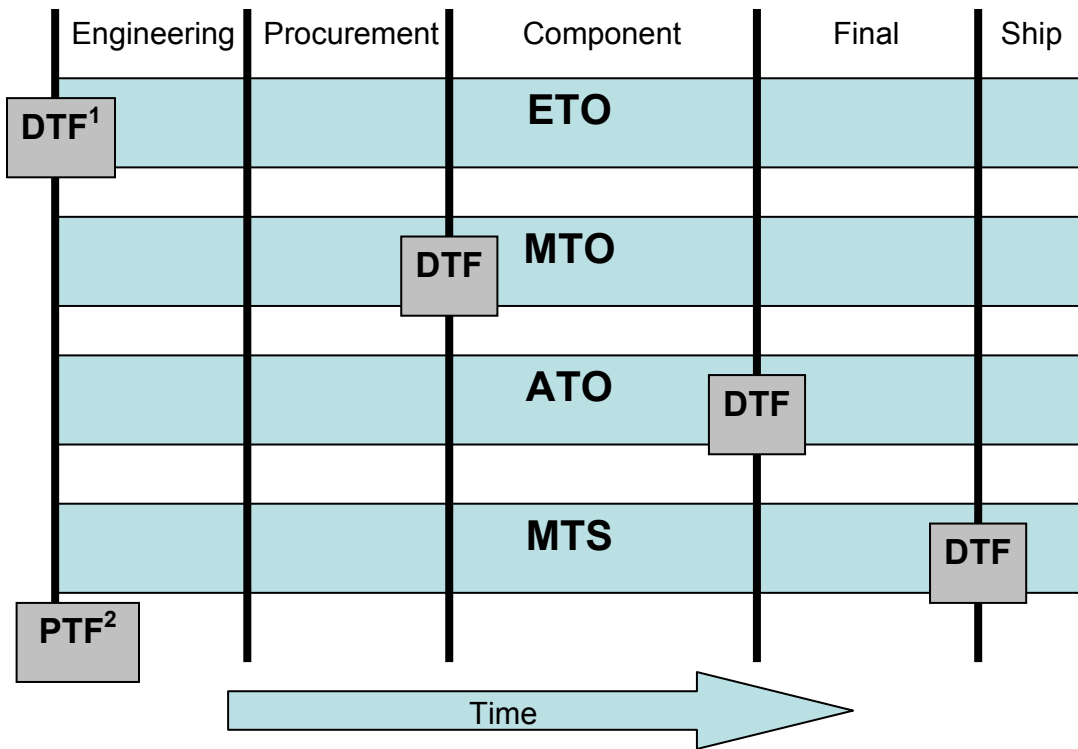 Engineering Procurement Component Final Ship
ETO
DTF¹
MTO
DTF
ATO
DTF
MTS
DTF
PTF²
Time